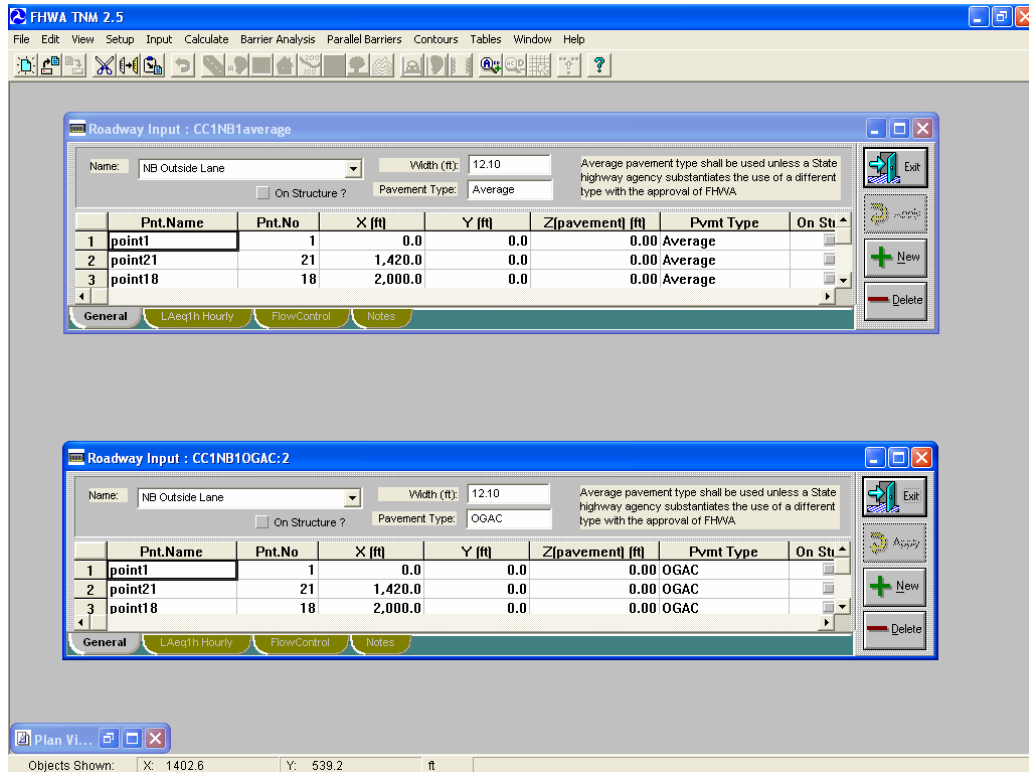 FHWA TNM 2.5
File Edit View Setup Input Calculate Barrier Analysis Parallel Barriers Contours Tables Window Help
Roadway Input : CC1NB1average
Name: NB Outside Lane Width (ft): 12.10
On Structure ? Pavement Type: Average
Average pavement type shall be used unless a State
highway agency substantiates the use of a different
type with the approval of FHWA
Exit
Apply
New
Delete
Pnt.Name Pnt.No X (ft) Y (ft) Z(pavement) (ft) Pvmt Type On Stu
1 point1 1 0.0 0.0 0.00 Average
2 point21 21 1,420.0 0.0 0.00 Average
3 point18 18 2,000.0 0.0 0.00 Average
General LAeq1h Hourly FlowControl Notes
Roadway Input : CC1NB1OGAC:2
Name: NB Outside Lane Width (ft): 12.10
On Structure ? Pavement Type: OGAC
Average pavement type shall be used unless a State
highway agency substantiates the use of a different
type with the approval of FHWA
Exit
Apply
New
Delete
Pnt.Name Pnt.No X (ft) Y (ft) Z(pavement) (ft) Pvmt Type On Stu
1 point1 1 0.0 0.0 0.00 OGAC
2 point21 21 1,420.0 0.0 0.00 OGAC
3 point18 18 2,000.0 0.0 0.00 OGAC
General LAeq1h Hourly FlowControl Notes
Plan Vi...
Objects Shown: X: 1402.6 Y: 539.2 ft